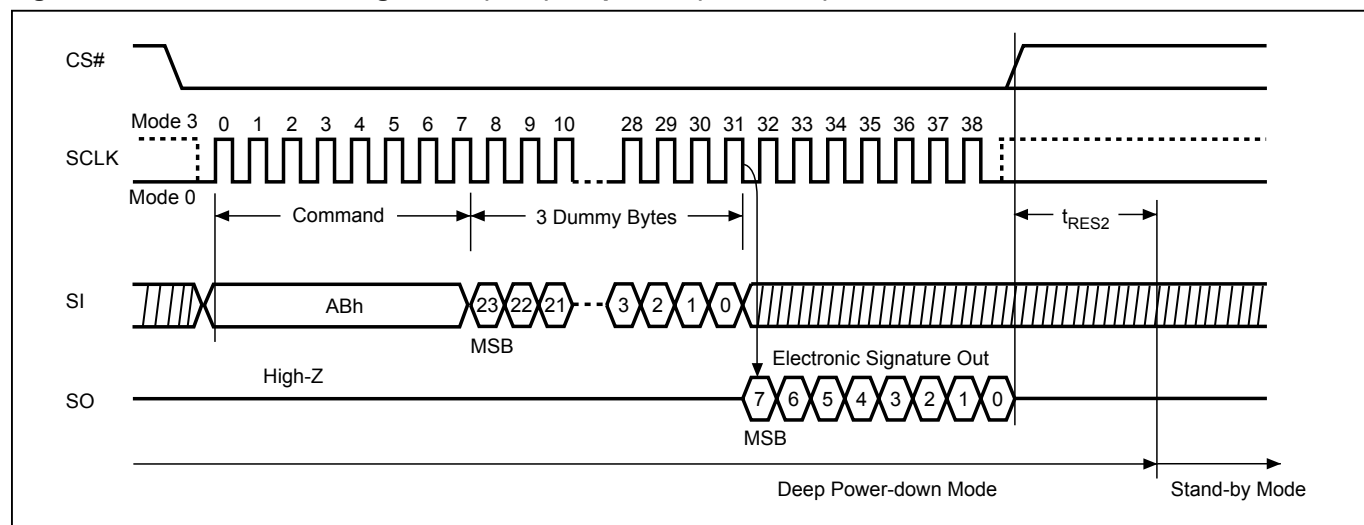 CS#
Mode 3 0 1 2 3 4 5 6 7 8 9 10 28 29 30 31 32 33 34 35 36 37 38
SCLK
Mode 0
Command 3 Dummy Bytes tRES2
SI ABh 23 22 21 3 2 1 0
MSB
High-Z Electronic Signature Out
SO 7 6 5 4 3 2 1 0
MSB
Deep Power-down Mode Stand-by Mode